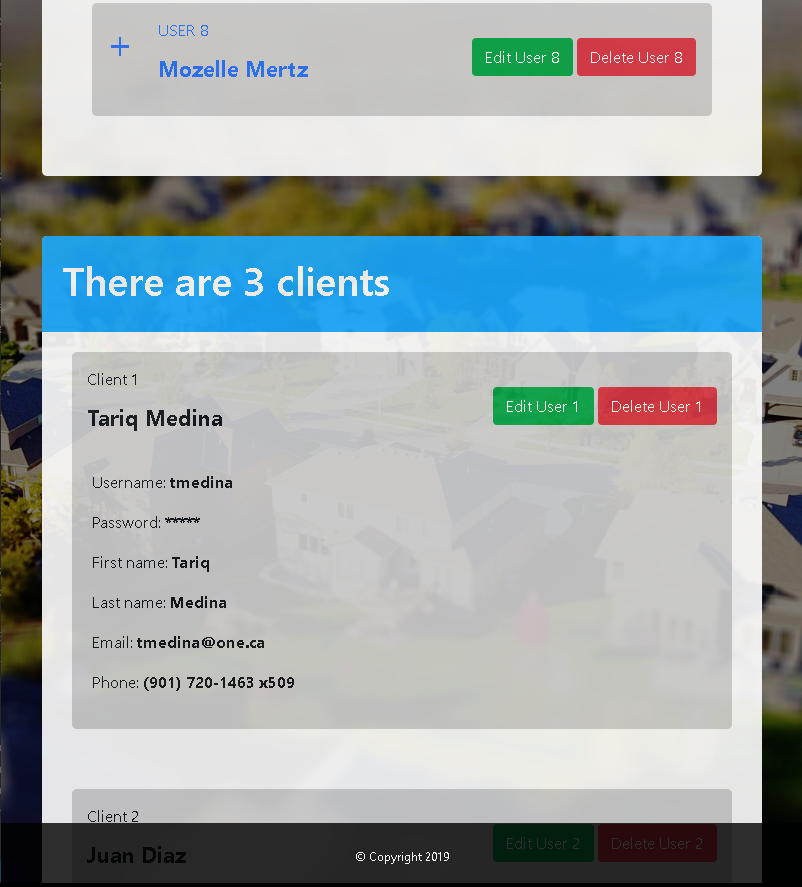 USER 8
Mozelle Mertz
Edit User 8 Delete User 8
There are 3 clients
Client 1
Tariq Medina
Edit User 1 Delete User 1
Username: tmedina
Password: *****
First name: Tariq
Last name: Medina
Email: tmedina@one.ca
Phone: (901) 720-1463 x509
Client 2
Juan Diaz
Edit User 2 Delete User 2
© Copyright 2019